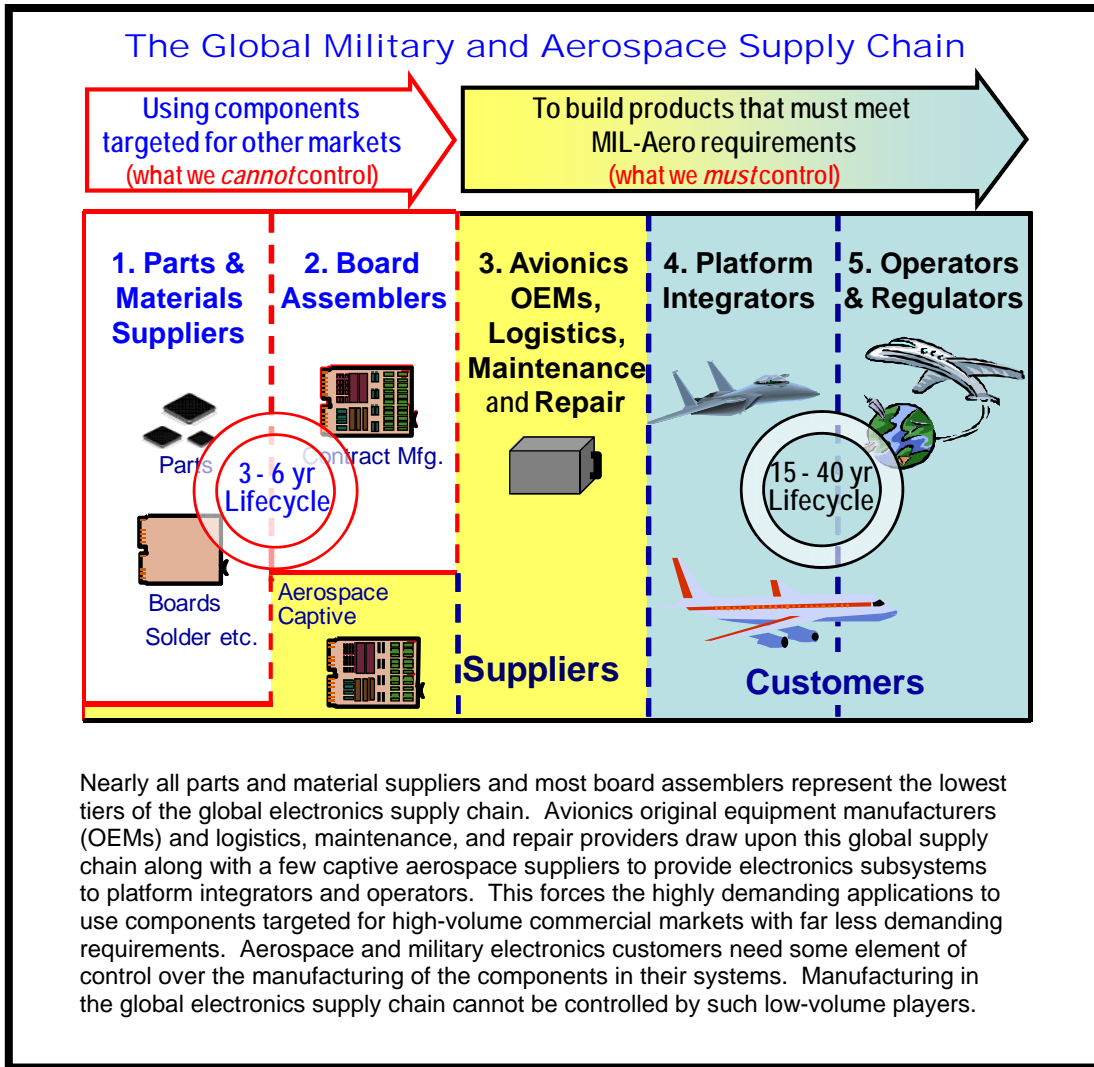 The Global Military and Aerospace Supply Chain
Using components
targeted for other markets
(what we cannot control)
To build products that must meet
MIL-Aero requirements
(what we must control)
1. Parts &
Materials
Suppliers
2. Board
Assemblers
3. Avionics
OEMs,
Logistics,
Maintenance
and Repair
4. Platform
Integrators
5. Operators
& Regulators
Parts
Contract Mfg.
3 - 6 yr
Lifecycle
15 - 40 yr
Lifecycle
Boards
Solder etc.
Aerospace
Captive
Suppliers
Customers
Nearly all parts and material suppliers and most board assemblers represent the lowest
tiers of the global electronics supply chain.  Avionics original equipment manufacturers
(OEMs) and logistics, maintenance, and repair providers draw upon this global supply
chain along with a few captive aerospace suppliers to provide electronics subsystems
to platform integrators and operators.  This forces the highly demanding applications to
use components targeted for high-volume commercial markets with far less demanding
requirements.  Aerospace and military electronics customers need some element of
control over the manufacturing of the components in their systems.  Manufacturing in
the global electronics supply chain cannot be controlled by such low-volume players.